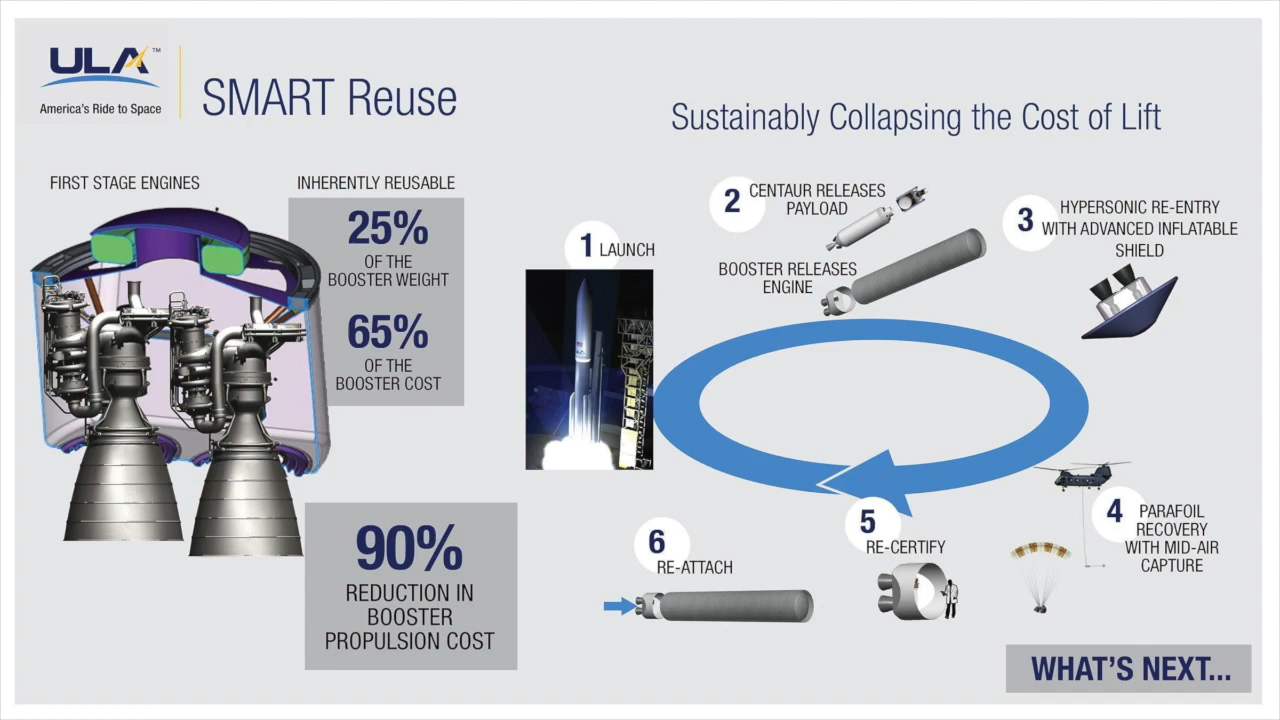 ULA™
America's Ride to Space
SMART Reuse
Sustainably Collapsing the Cost of Lift
FIRST STAGE ENGINES
INHERENTLY REUSABLE
25%
OF THE
BOOSTER WEIGHT
65%
OF THE
BOOSTER COST
90%
REDUCTION IN
BOOSTER
PROPULSION COST
1 LAUNCH
2 CENTAUR RELEASES
PAYLOAD
BOOSTER RELEASES
ENGINE
3 HYPERSONIC RE-ENTRY
WITH ADVANCED INFLATABLE
SHIELD
4 PARAFOIL
RECOVERY
WITH MID-AIR
CAPTURE
5
RE-CERTIFY
6
RE-ATTACH
WHAT'S NEXT...